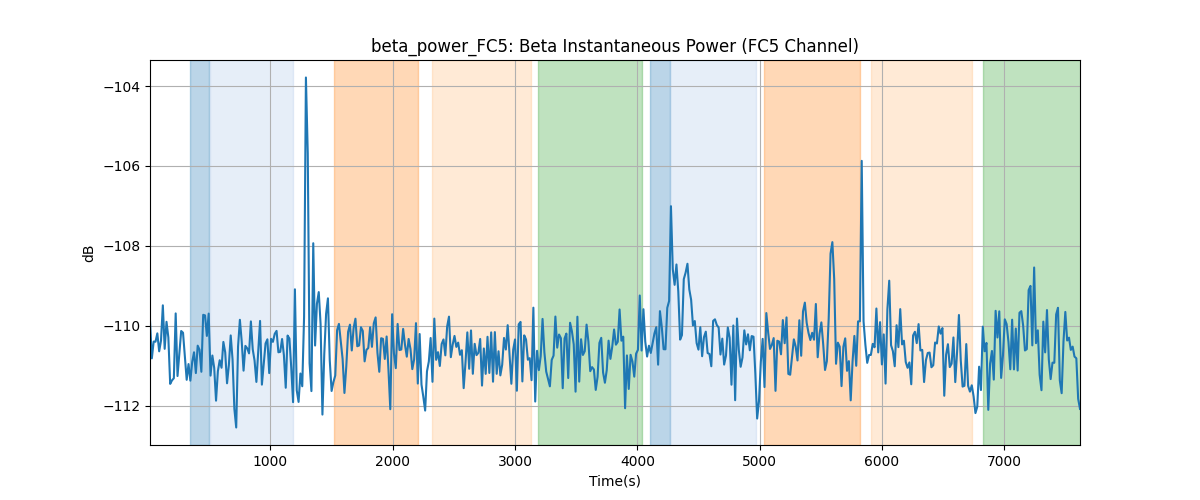 beta_power_FC5: Beta Instantaneous Power (FC5 Channel)
−104
−106
−108
−110
−112
dB
1000 2000 3000 4000 5000 6000 7000
Time(s)